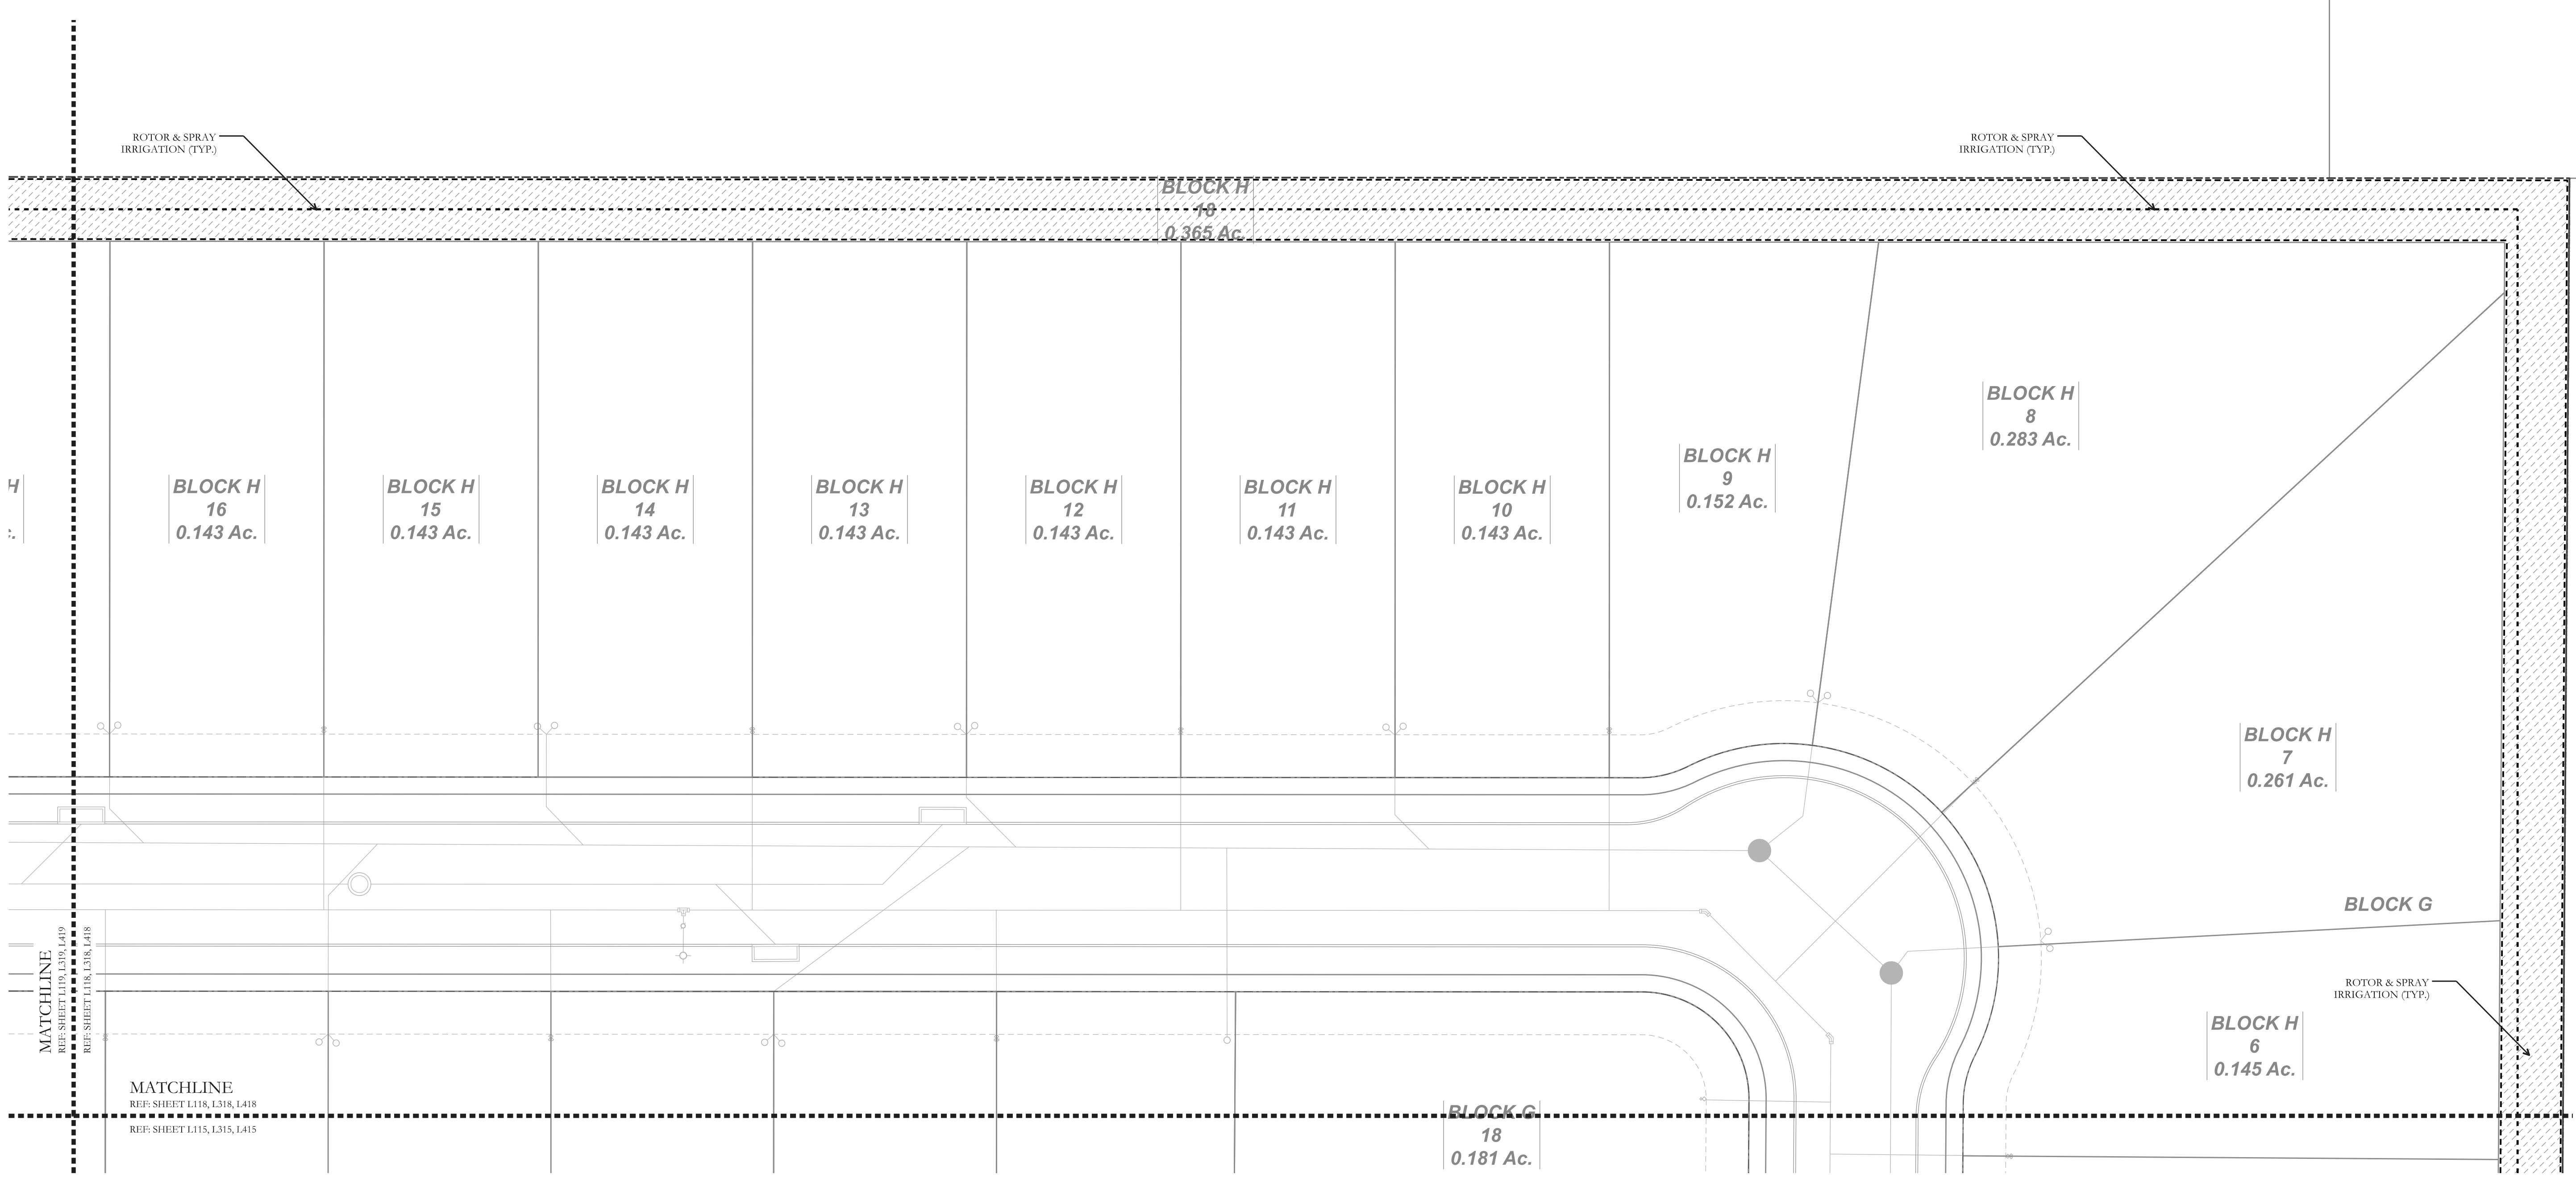 ROTOR & SPRAY
IRRIGATION (TYP.)
ROTOR & SPRAY
IRRIGATION (TYP.)
BLOCK H
18
0.365 Ac.
H
BLOCK H
16
0.143 Ac.
BLOCK H
15
0.143 Ac.
BLOCK H
14
0.143 Ac.
BLOCK H
13
0.143 Ac.
BLOCK H
12
0.143 Ac.
BLOCK H
11
0.143 Ac.
BLOCK H
10
0.143 Ac.
BLOCK H
9
0.152 Ac.
BLOCK H
8
0.283 Ac.
BLOCK H
7
0.261 Ac.
BLOCK G
ROTOR & SPRAY
IRRIGATION (TYP.)
BLOCK H
6
0.145 Ac.
MATCHLINE
REF: SHEET L119, L319, L419
REF: SHEET L118, L318, L418
MATCHLINE
REF: SHEET L118, L318, L418
REF: SHEET L115, L315, L415
BLOCK G
18
0.181 Ac.